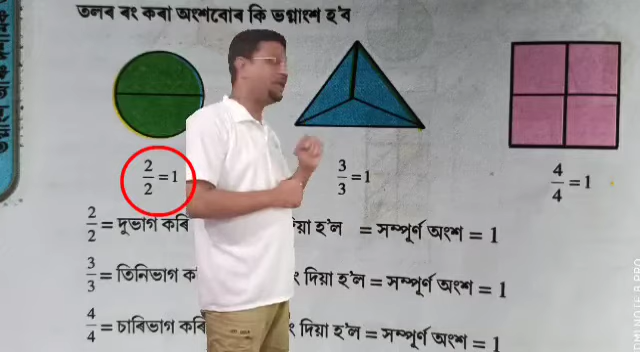 তলৰ ৰং কৰা অংশবোৰ কি ভগ্নাংশ হ'ব
2/2 = 1 3/3 = 1 4/4 = 1
2/2 = দুভাগ কৰি হ'ল = সম্পূৰ্ণ অংশ = 1
3/3 = তিনিভাগ দিয়া হ'ল = সম্পূৰ্ণ অংশ = 1
4/4 = চাৰিভাগ কৰি দিয়া হ'ল = সম্পূৰ্ণ অংশ = 1